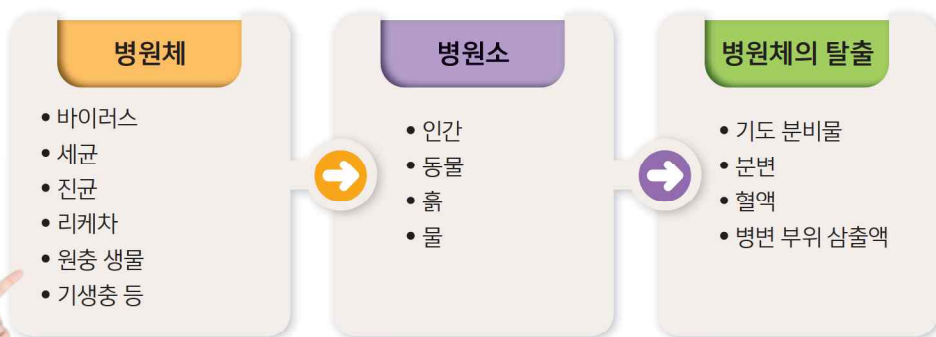 병원체
• 바이러스
• 세균
• 진균
• 리케차
• 원충 생물
• 기생충 등
병원소
• 인간
• 동물
• 흙
• 물
병원체의 탈출
• 기도 분비물
• 분변
• 혈액
• 병변 부위 삼출액